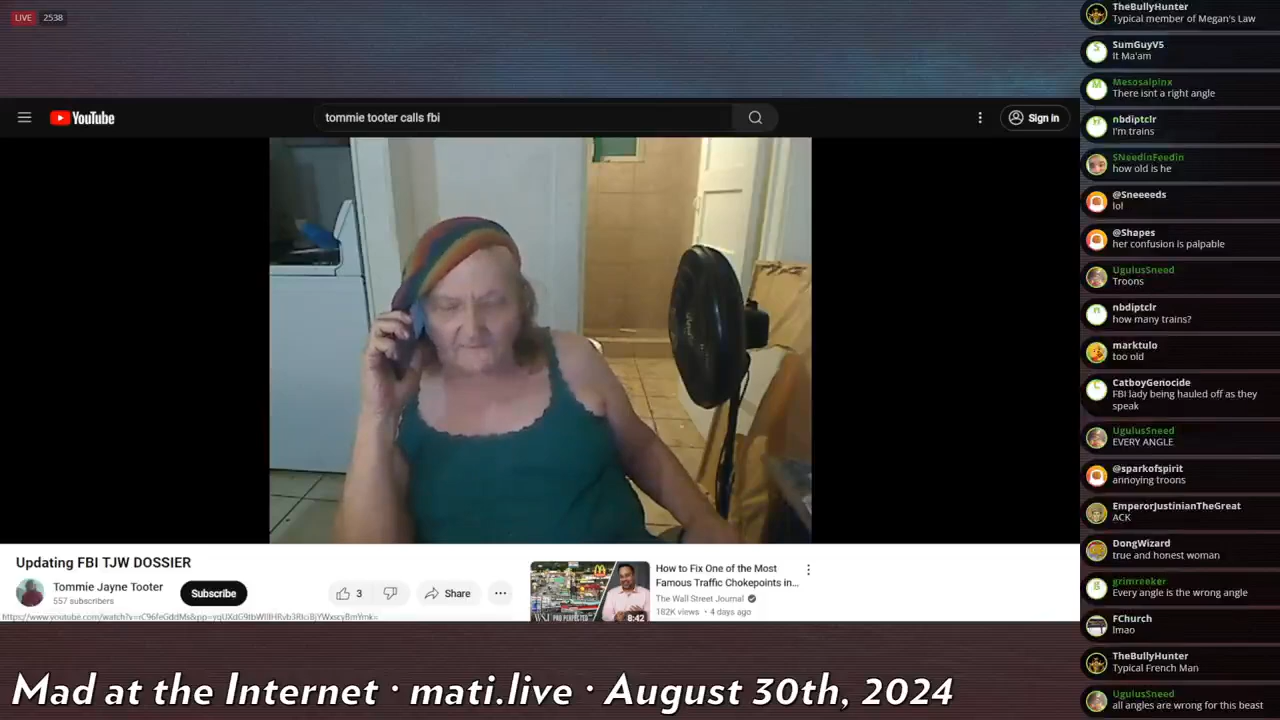 LIVE 2538
YouTube
tommie tooter calls fbi
Sign in
Updating FBI TJW DOSSIER
Tommie Jayne Tooter
557 subscribers
Subscribe
3
Share
How to Fix One of the Most
Famous Traffic Chokepoints in...
The Wall Street Journal
182K views • 4 days ago
8:42
Mad at the Internet · mati.live · August 30th, 2024
TheBullyHunter
Typical member of Megan's Law
SumGuyV5
It Ma'am
Mesosalpinx
There isnt a right angle
nbdiptclr
I'm trains
SNeedinFeedin
how old is he
@Sneeeeds
lol
@Shapes
her confusion is palpable
UgulusSneed
Troons
nbdiptclr
how many trains?
marktulo
too old
CatboyGenocide
FBI lady being hauled off as they
speak
UgulusSneed
EVERY ANGLE
@sparkofspirit
annoying troons
EmperorJustinianTheGreat
ACK
DongWizard
true and honest woman
grimreeker
Every angle is the wrong angle
FChurch
lmao
TheBullyHunter
Typical French Man
UgulusSneed
all angles are wrong for this beast